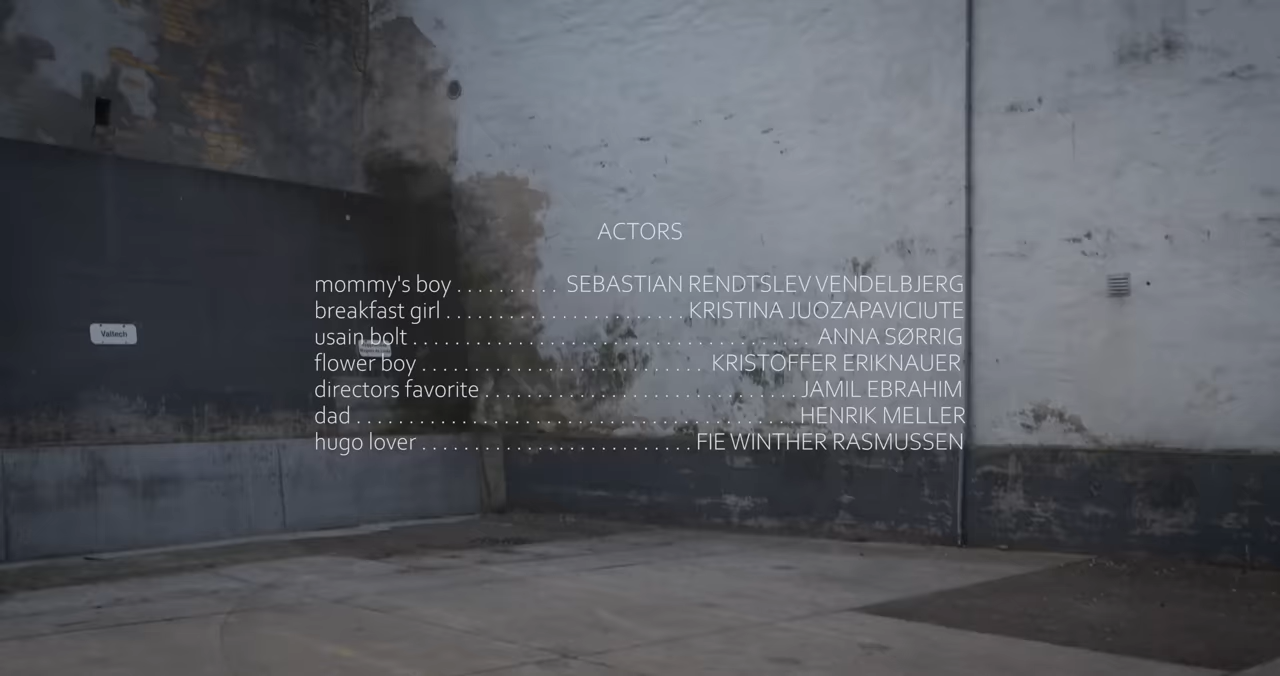 ACTORS
mommy's boy . . . . . . . . . . SEBASTIAN RENDTSLEV VENDELBJERG
breakfast girl . . . . . . . . . . . . . . . . . . . . . . . . KRISTINA JUOZAPAVICIUTE
usain bolt . . . . . . . . . . . . . . . . . . . . . . . . . . . . . . . . . . . . . . . . ANNA SØRRIG
Valtech
flower boy . . . . . . . . . . . . . . . . . . . . . . . . . . . . KRISTOFFER ERIKNAUER
directors favorite . . . . . . . . . . . . . . . . . . . . . . . . . . . . . . . JAMIL EBRAHIM
dad . . . . . . . . . . . . . . . . . . . . . . . . . . . . . . . . . . . . . . . . . . . . HENRIK MELLER
hugo lover . . . . . . . . . . . . . . . . . . . . . . . . . . . FIE WINTHER RASMUSSEN